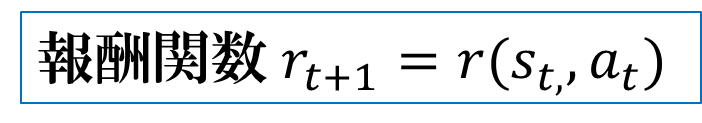 報酬関数 r_{t+1} = r(s_{t,}, a_t)